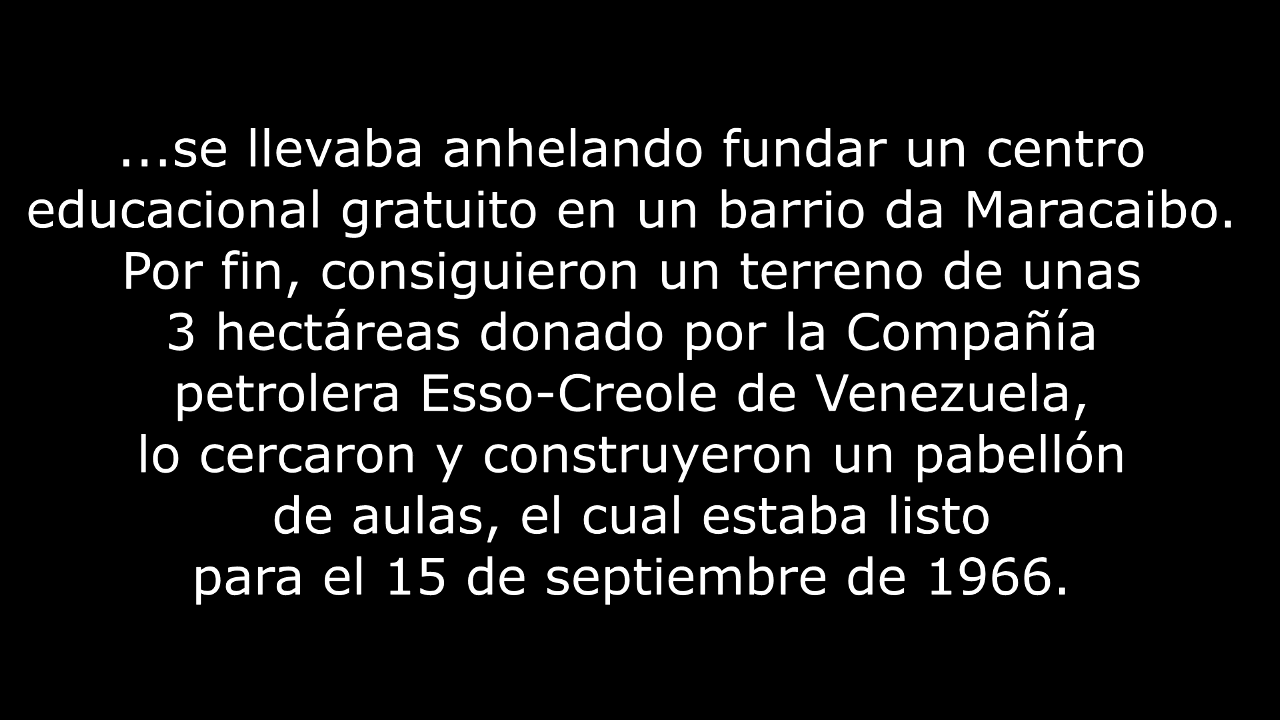 ...se llevaba anhelando fundar un centro
educacional gratuito en un barrio da Maracaibo.
Por fin, consiguieron un terreno de unas
3 hectáreas donado por la Compañía
petrolera Esso-Creole de Venezuela,
lo cercaron y construyeron un pabellón
de aulas, el cual estaba listo
para el 15 de septiembre de 1966.